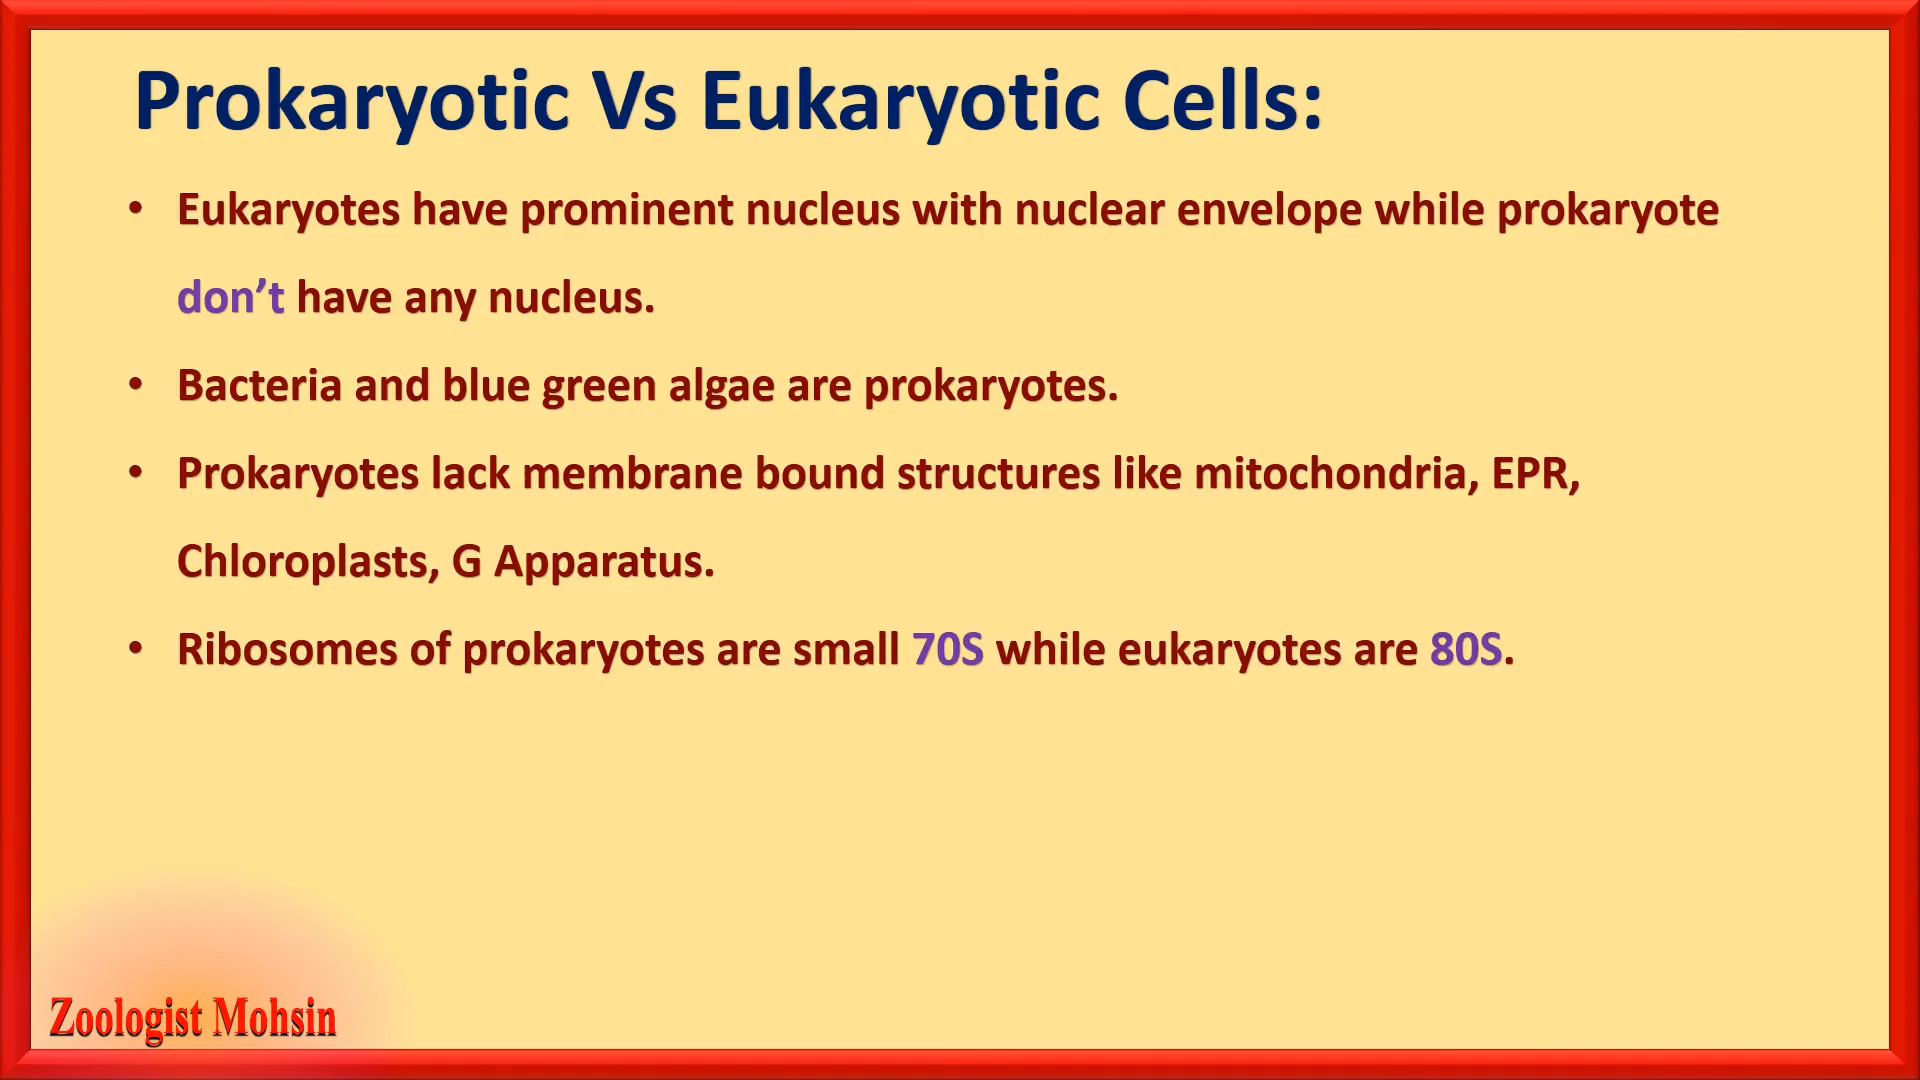 Prokaryotic Vs Eukaryotic Cells:
• Eukaryotes have prominent nucleus with nuclear envelope while prokaryote
don’t have any nucleus.
• Bacteria and blue green algae are prokaryotes.
• Prokaryotes lack membrane bound structures like mitochondria, EPR,
Chloroplasts, G Apparatus.
• Ribosomes of prokaryotes are small 70S while eukaryotes are 80S.
Zoologist Mohsin